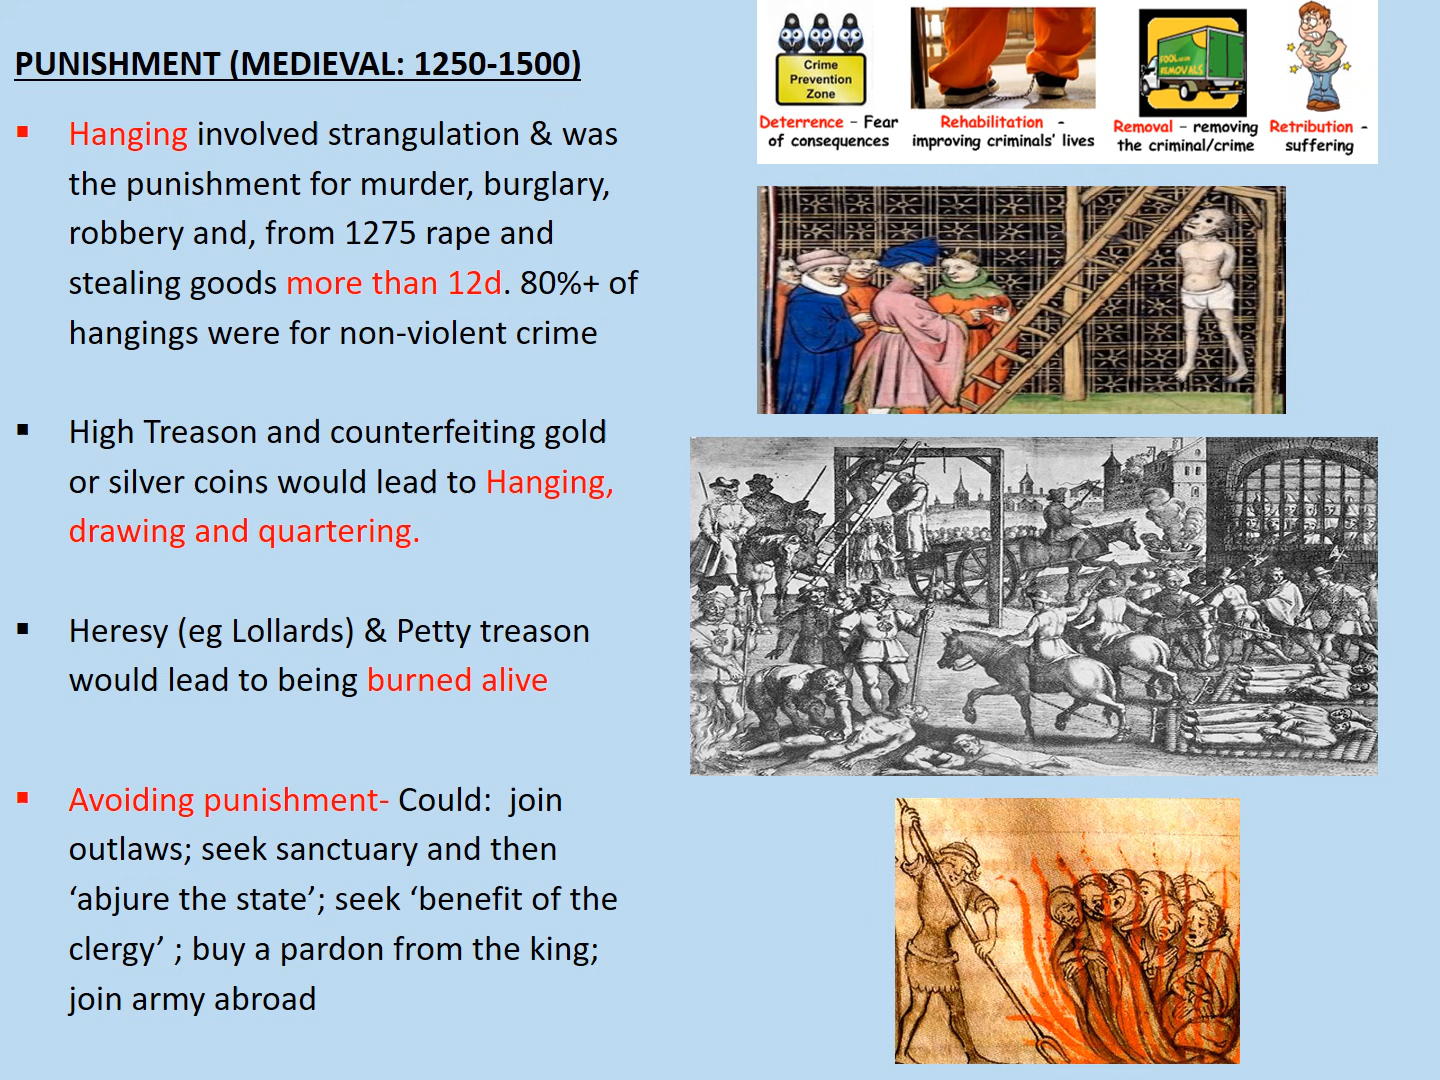 PUNISHMENT (MEDIEVAL: 1250-1500)
Hanging involved strangulation & was
the punishment for murder, burglary,
robbery and, from 1275 rape and
stealing goods more than 12d. 80%+ of
hangings were for non-violent crime
High Treason and counterfeiting gold
or silver coins would lead to Hanging,
drawing and quartering.
Heresy (eg Lollards) & Petty treason
would lead to being burned alive
Avoiding punishment- Could: join
outlaws; seek sanctuary and then
‘abjure the state’; seek ‘benefit of the
clergy’ ; buy a pardon from the king;
join army abroad
Crime
Prevention
Zone
Deterrence - Fear
of consequences
Rehabilitation -
improving criminals’ lives
REMOVALS
Removal - removing
the criminal/crime
Retribution -
suffering